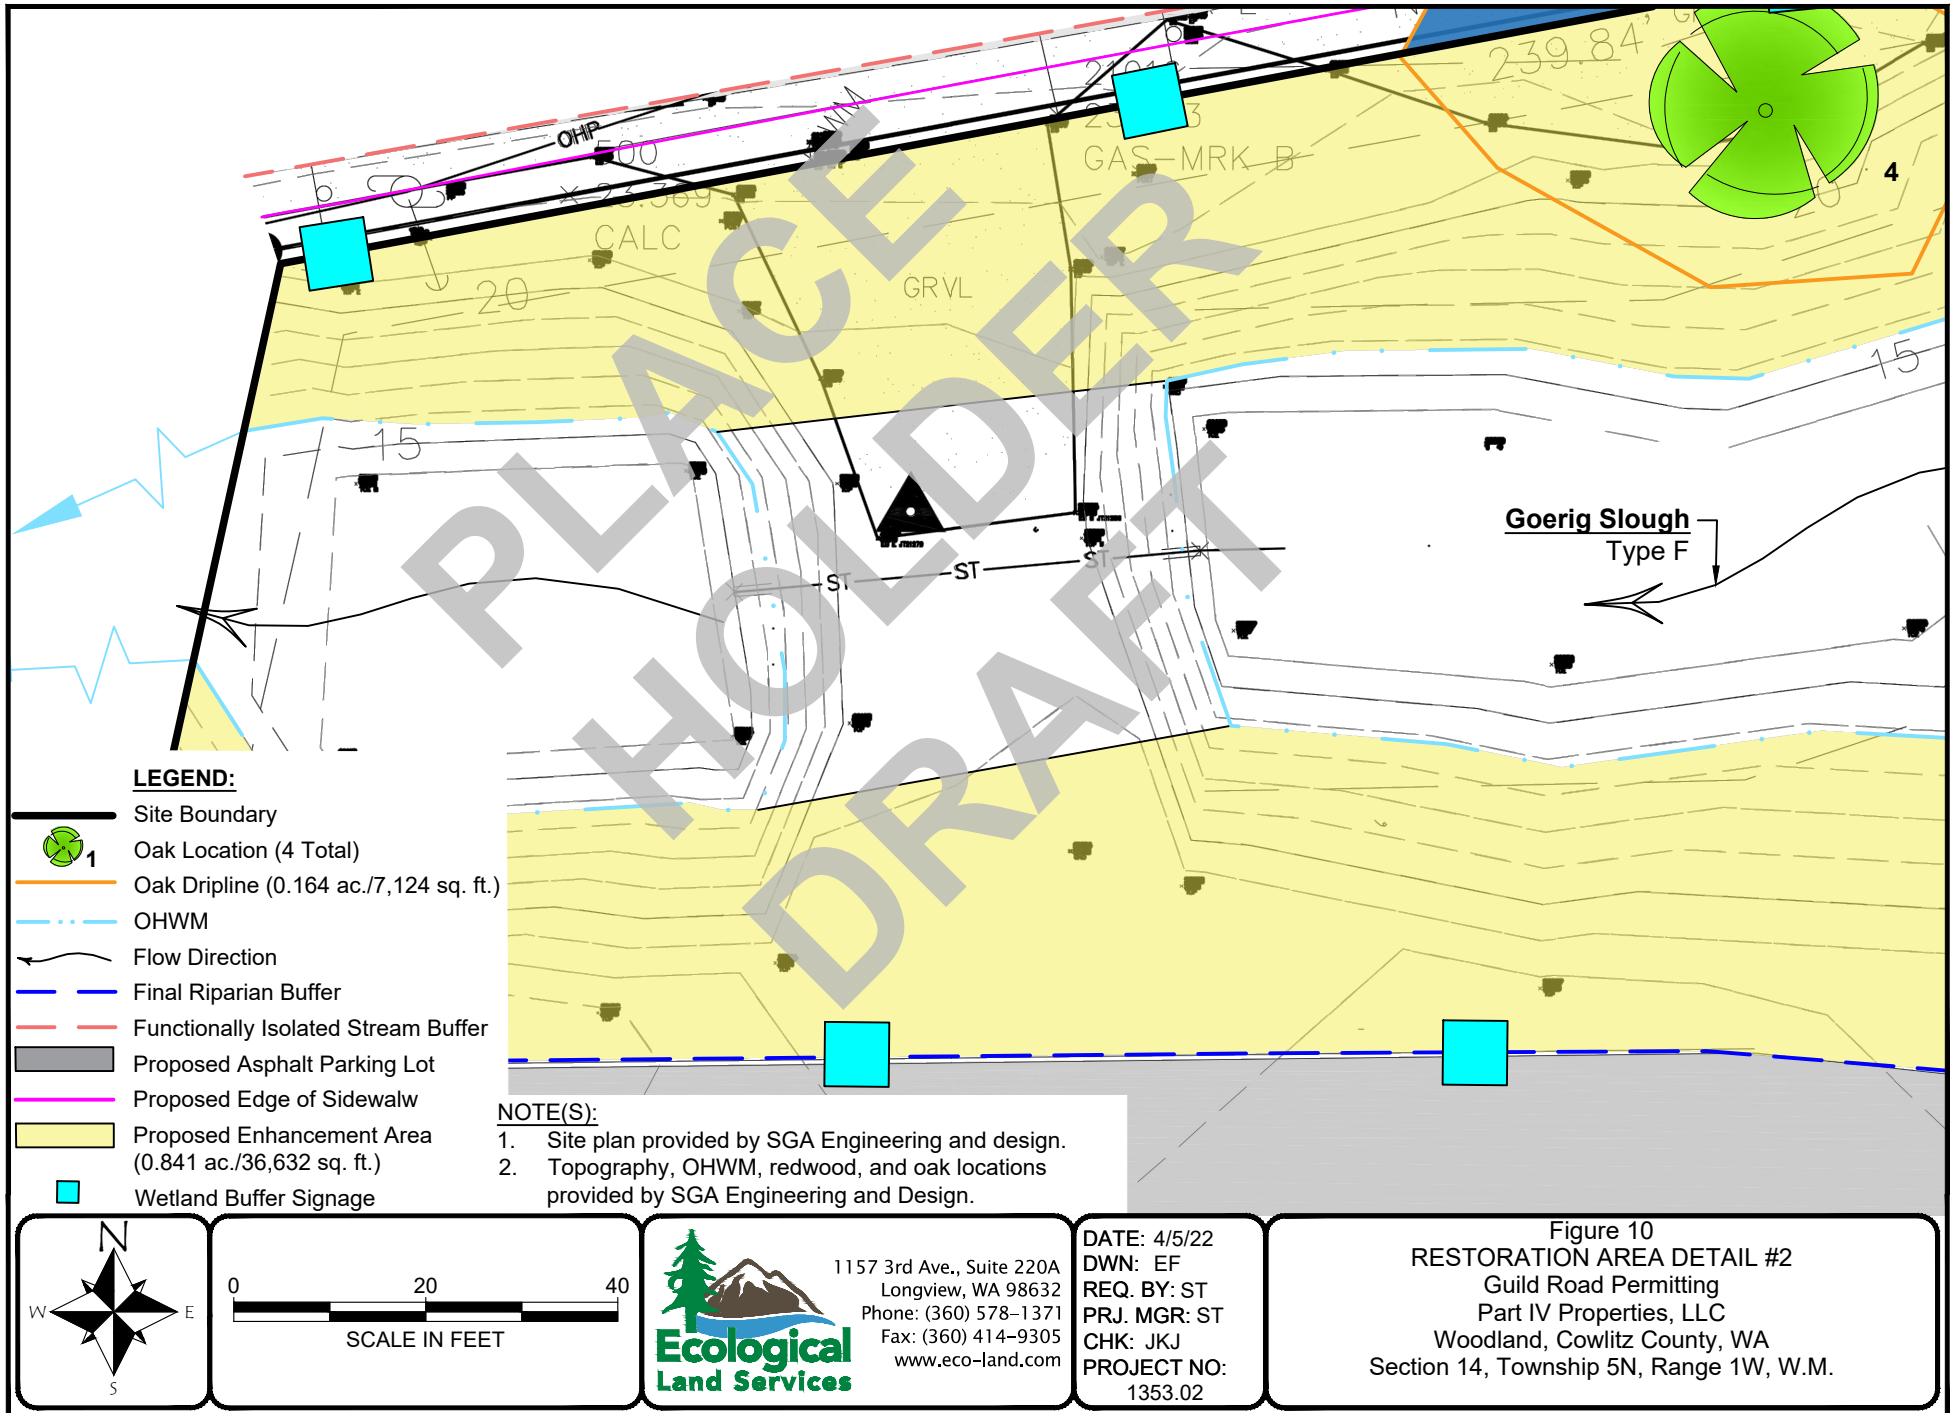 OHP
500
23.389
CALC
20
GRVL
GAS-MRK B
239.84
4
20
15
15
PLACE
HOLDER
DRAFT
ST
ST
ST
Goerig Slough
Type F
LEGEND:
Site Boundary
1
Oak Location (4 Total)
Oak Dripline (0.164 ac./7,124 sq. ft.)
OHWM
Flow Direction
Final Riparian Buffer
Functionally Isolated Stream Buffer
Proposed Asphalt Parking Lot
Proposed Edge of Sidewalw
Proposed Enhancement Area
(0.841 ac./36,632 sq. ft.)
Wetland Buffer Signage
NOTE(S):
1. Site plan provided by SGA Engineering and design.
2. Topography, OHWM, redwood, and oak locations
provided by SGA Engineering and Design.
N
W
E
S
0 20 40
SCALE IN FEET
Ecological
Land Services
1157 3rd Ave., Suite 220A
Longview, WA 98632
Phone: (360) 578-1371
Fax: (360) 414-9305
www.eco-land.com
DATE: 4/5/22
DWN: EF
REQ. BY: ST
PRJ. MGR: ST
CHK: JKJ
PROJECT NO:
1353.02
Figure 10
RESTORATION AREA DETAIL #2
Guild Road Permitting
Part IV Properties, LLC
Woodland, Cowlitz County, WA
Section 14, Township 5N, Range 1W, W.M.